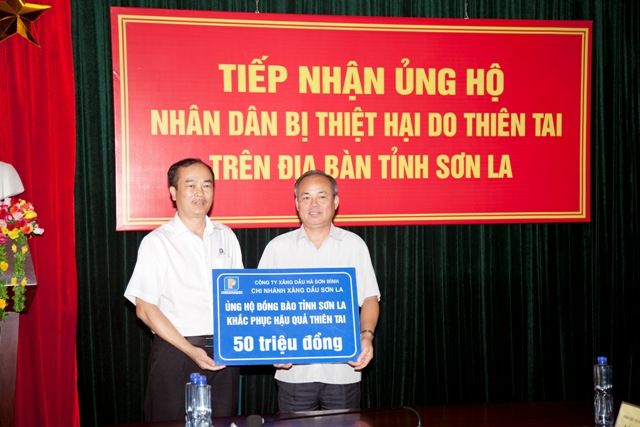 TIẾP NHẬN ỦNG HỘ
NHÂN DÂN BỊ THIỆT HẠI DO THIÊN TAI
TRÊN ĐỊA BÀN TỈNH SƠN LA
P
CÔNG TY XĂNG DẦU HÀ SƠN BÌNH
CHI NHÁNH XĂNG DẦU SƠN LA
ỦNG HỘ ĐỒNG BÀO TỈNH SƠN LA
KHẮC PHỤC HẬU QUẢ THIÊN TAI
50 triệu đồng